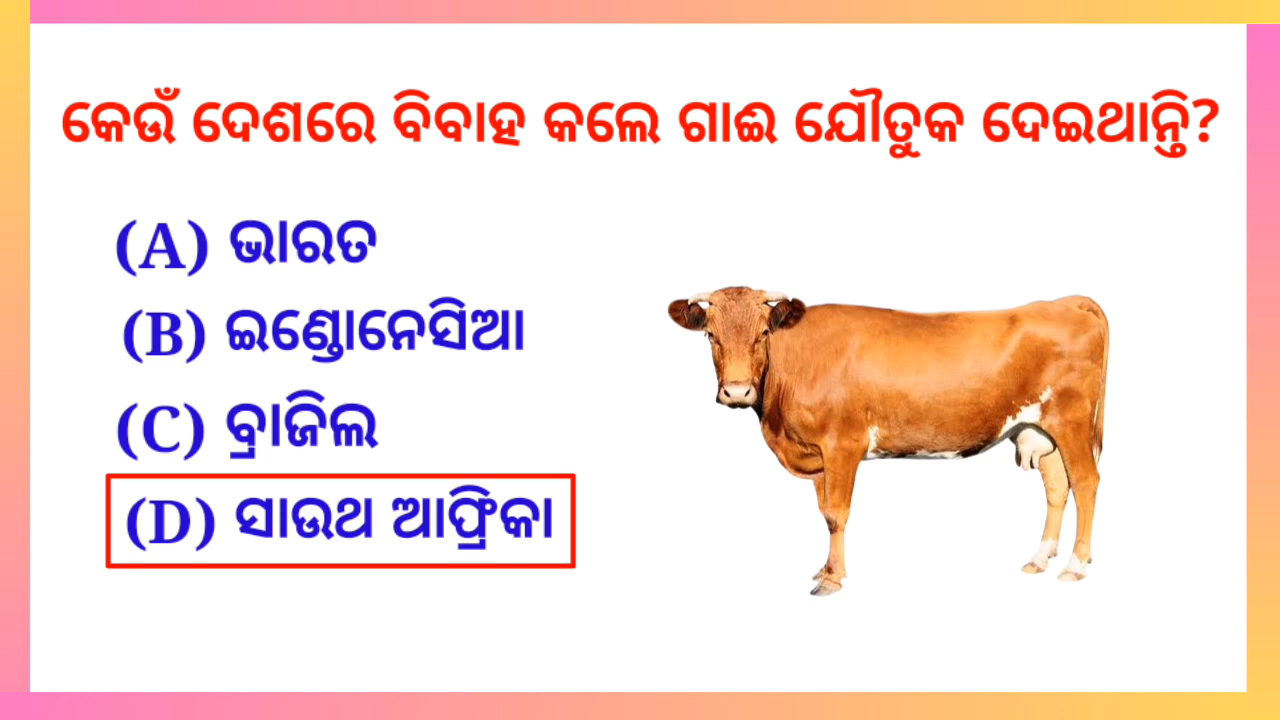 କେଉଁ ଦେଶରେ ବିବାହ କଲେ ଗାଈ ଯୌତୁକ ଦେଇଥାନ୍ତି?
(A) ଭାରତ
(B) ଇଣ୍ଡୋନେସିଆ
(C) ବ୍ରାଜିଲ
(D) ସାଉଥ ଆଫ୍ରିକା